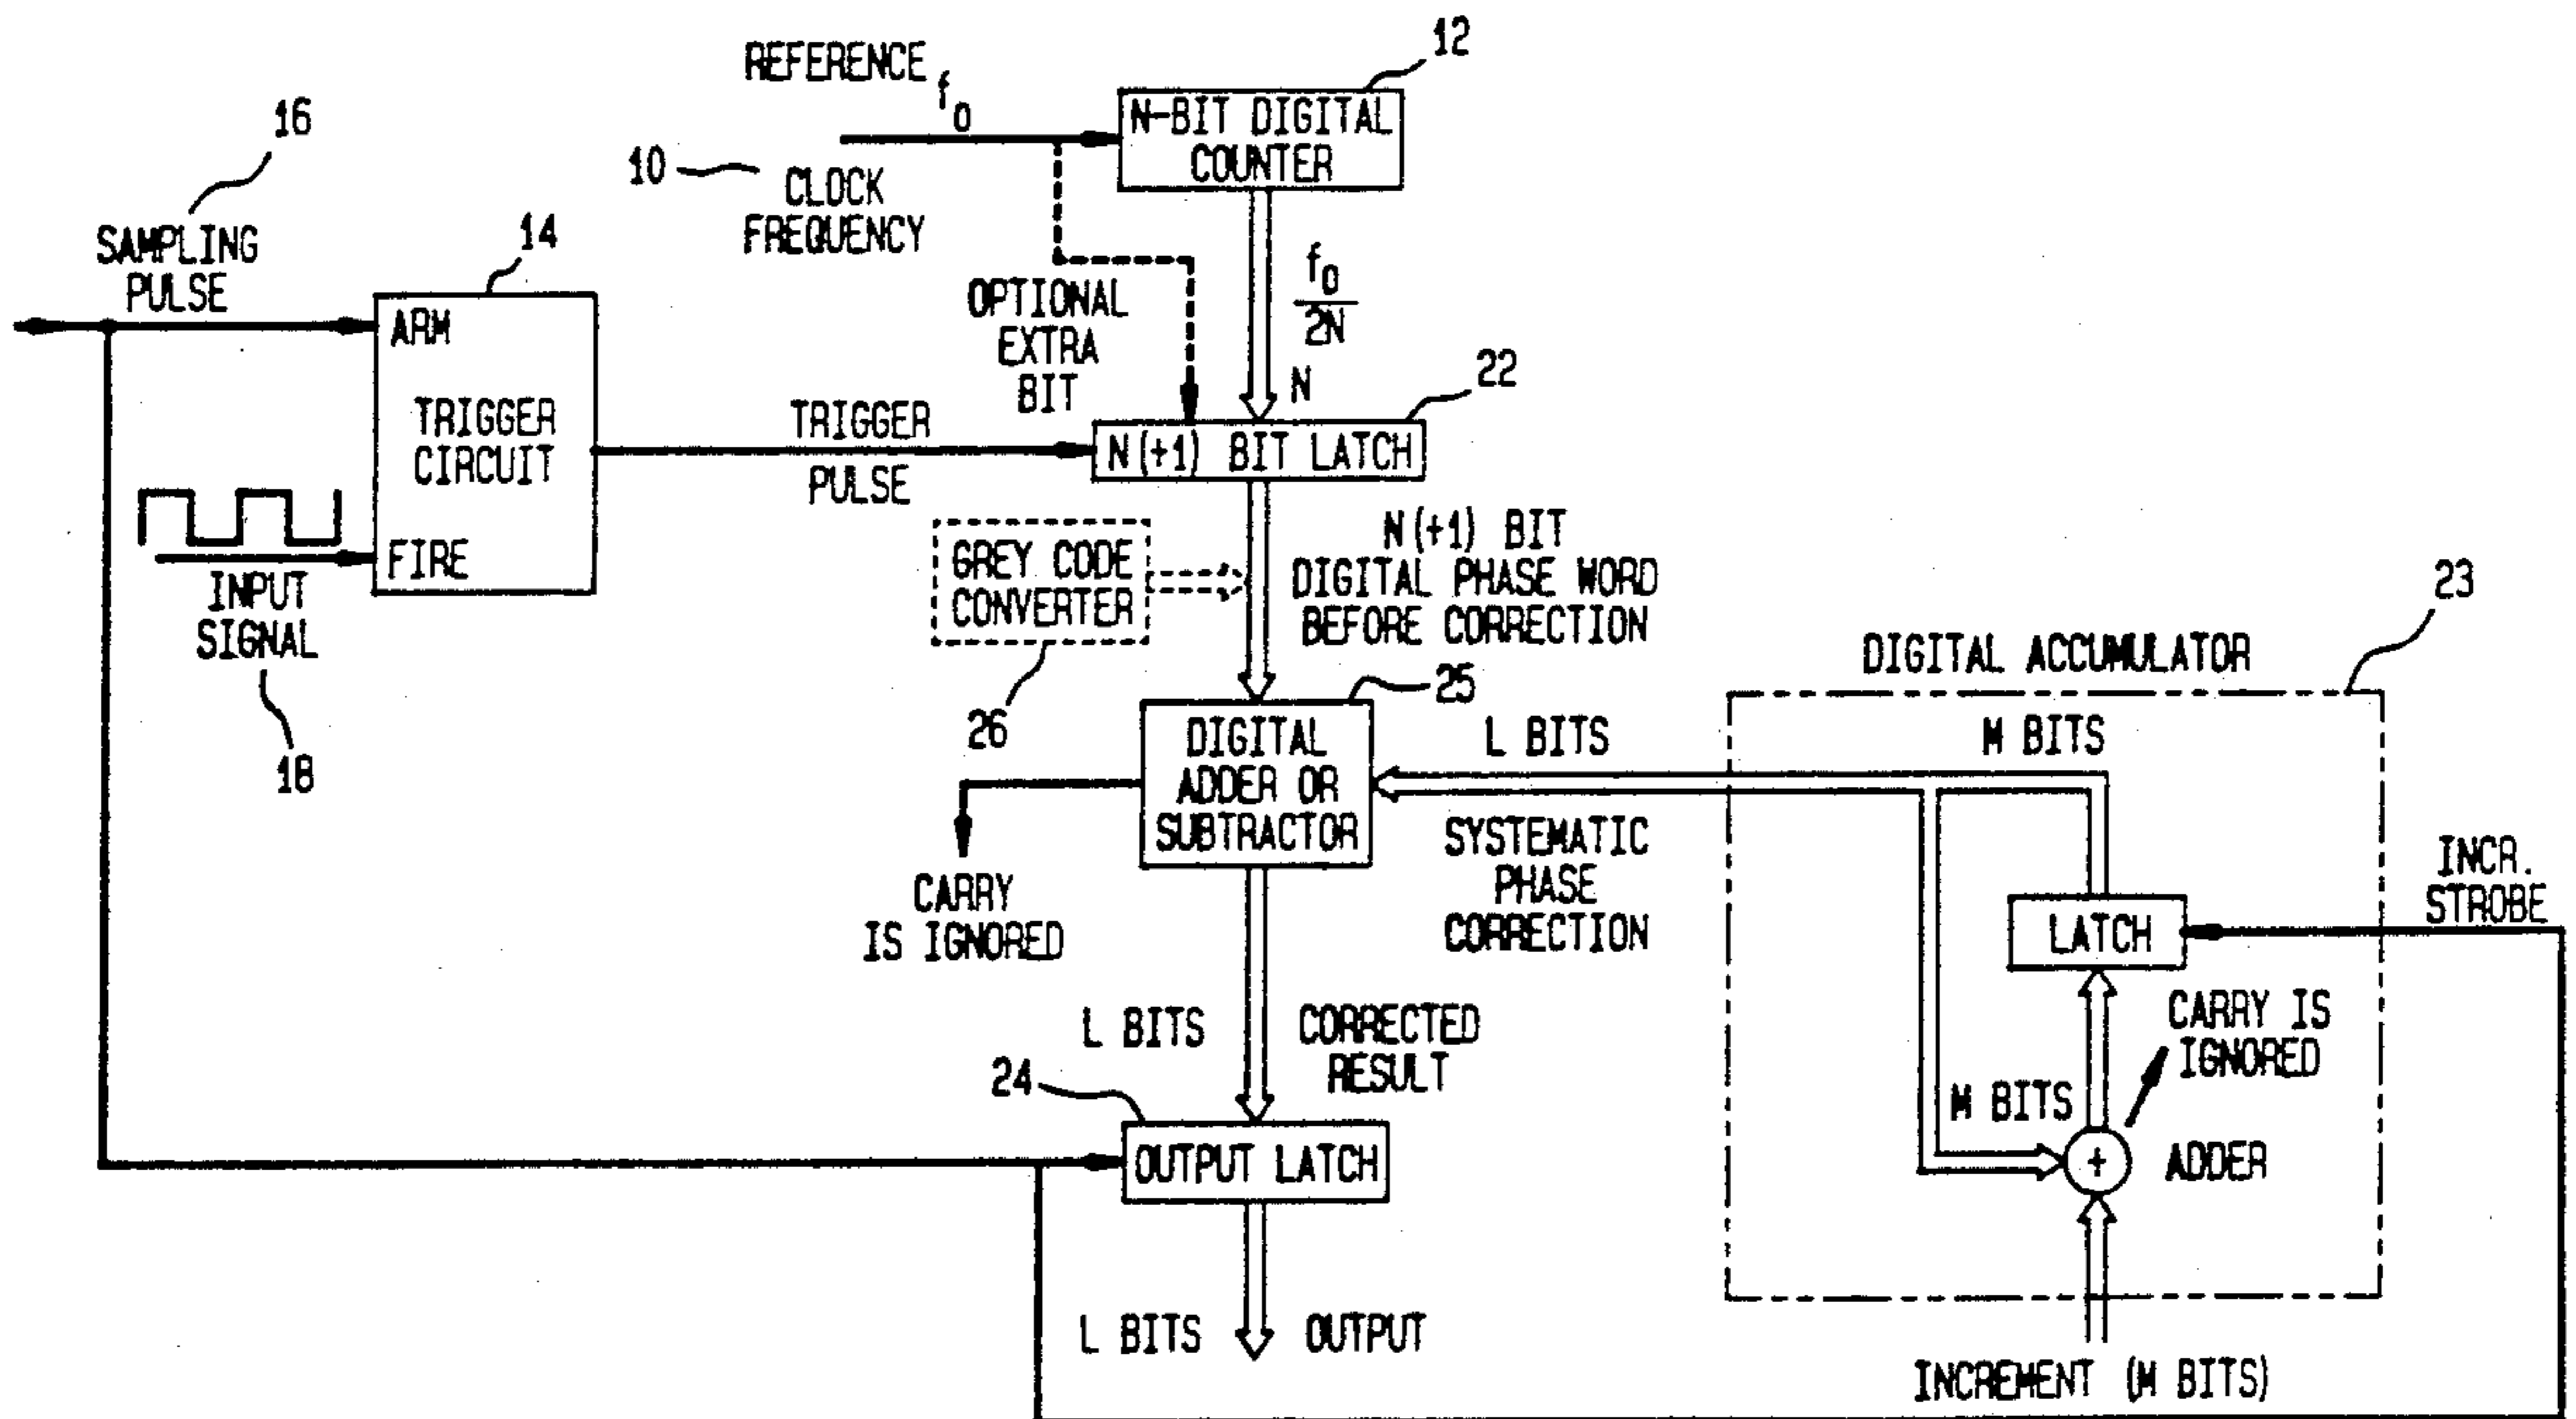 REFERENCE f0
12
N-BIT DIGITAL
COUNTER
16
10
CLOCK
FREQUENCY
SAMPLING
PULSE
14
ARM
TRIGGER
CIRCUIT
FIRE
INPUT
SIGNAL
18
OPTIONAL
EXTRA
BIT
f0
2N
N
22
TRIGGER
PULSE
N(+1) BIT LATCH
GREY CODE
CONVERTER
26
N(+1) BIT
DIGITAL PHASE WORD
BEFORE CORRECTION
25
DIGITAL
ADDER OR
SUBTRACTOR
CARRY
IS IGNORED
L BITS
SYSTEMATIC
PHASE
CORRECTION
DIGITAL ACCUMULATOR
23
M BITS
LATCH
INCR.
STROBE
CARRY IS
IGNORED
M BITS
+
ADDER
INCREMENT (M BITS)
L BITS
CORRECTED
RESULT
24
OUTPUT LATCH
L BITS
OUTPUT